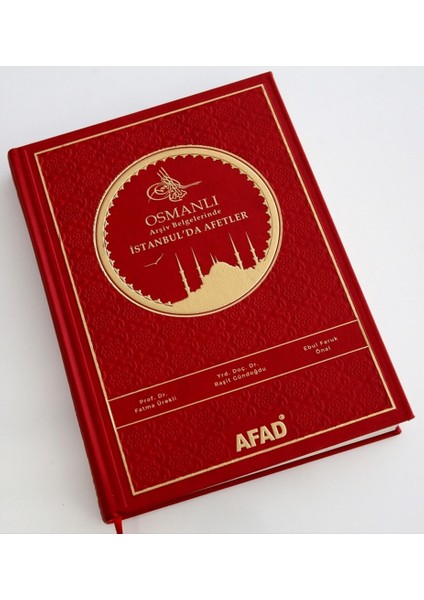 OSMANLI
Arşiv Belgelerinde
İSTANBUL'DA AFETLER
Prof. Dr.
Fatma Ürekli
Yrd. Doç. Dr.
Raşit Gündoğdu
Ebul Faruk
Önal
AFAD®